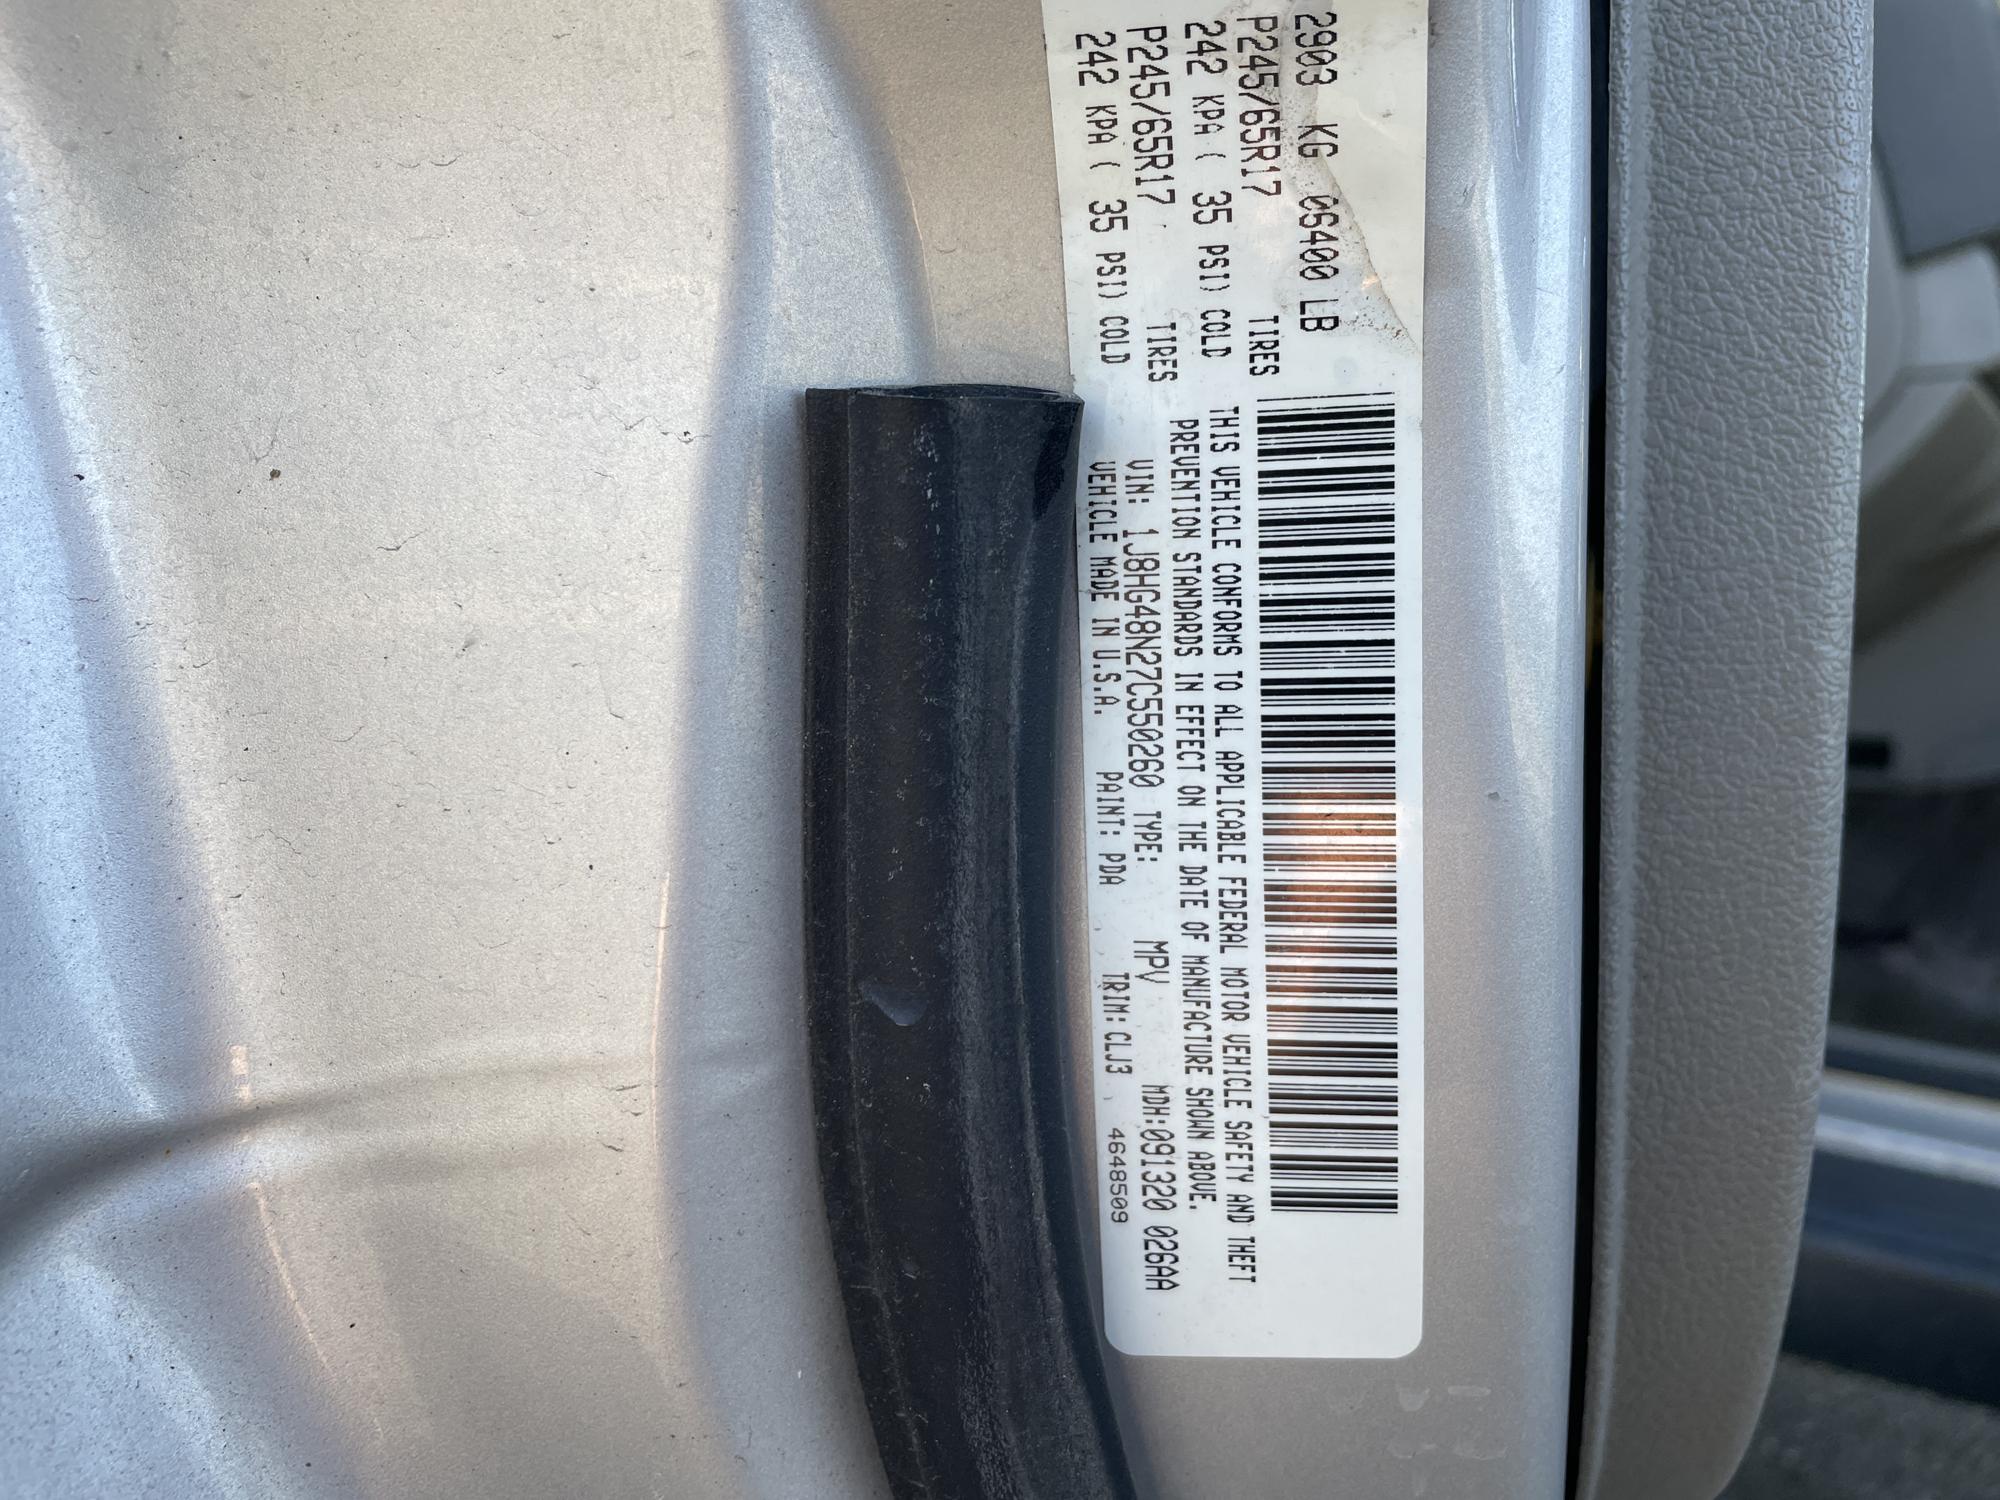 2903 KG 06400 LB
P245/65R17 TIRES
242 KPA ( 35 PSI) COLD
P245/65R17 TIRES
242 KPA ( 35 PSI) COLD
THIS VEHICLE CONFORMS TO ALL APPLICABLE FEDERAL MOTOR VEHICLE SAFETY AND THEFT
PREVENTION STANDARDS IN EFFECT ON THE DATE OF MANUFACTURE SHOWN ABOVE.
VIN: 1J8HG48N27C550260 TYPE: MPV MDH:091320 026AA
VEHICLE MADE IN U.S.A. PAINT: PDA TRIM: CLJ3 4648509